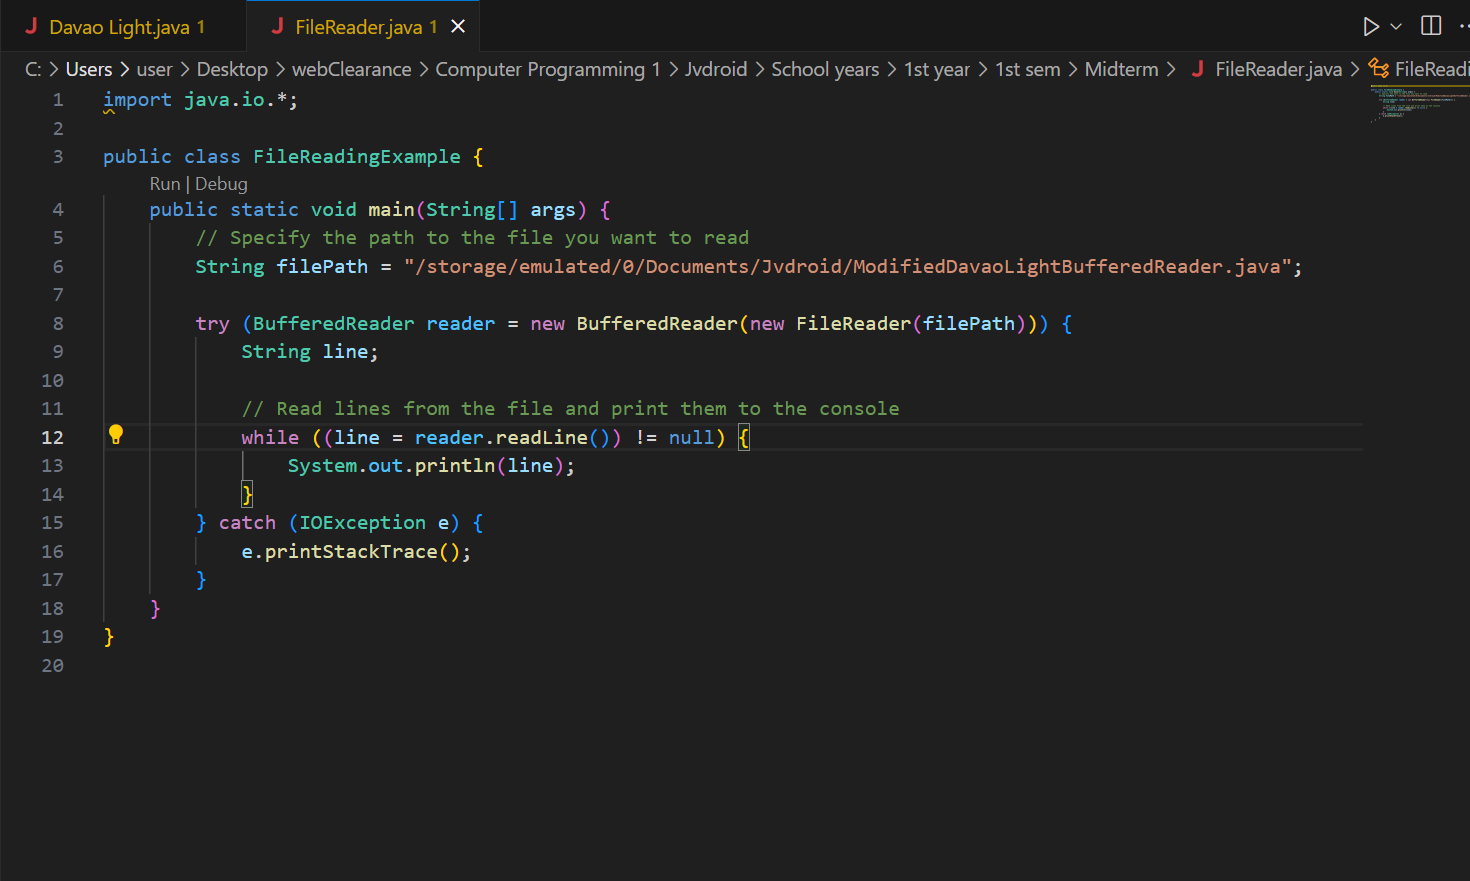 Davao Light.java 1
FileReader.java 1
C: > Users > user > Desktop > webClearance > Computer Programming 1 > Jvdroid > School years > 1st year > 1st sem > Midterm > FileReader.java > FileReadi
1 import java.io.*;
2
3 public class FileReadingExample {
Run | Debug
4 public static void main(String[] args) {
5 // Specify the path to the file you want to read
6 String filePath = "/storage/emulated/0/Documents/Jvdroid/ModifiedDavaoLightBufferedReader.java";
7
8 try (BufferedReader reader = new BufferedReader(new FileReader(filePath))) {
9 String line;
10
11 // Read lines from the file and print them to the console
12 while ((line = reader.readLine()) != null) {
13 System.out.println(line);
14 }
15 } catch (IOException e) {
16 e.printStackTrace();
17 }
18 }
19 }
20